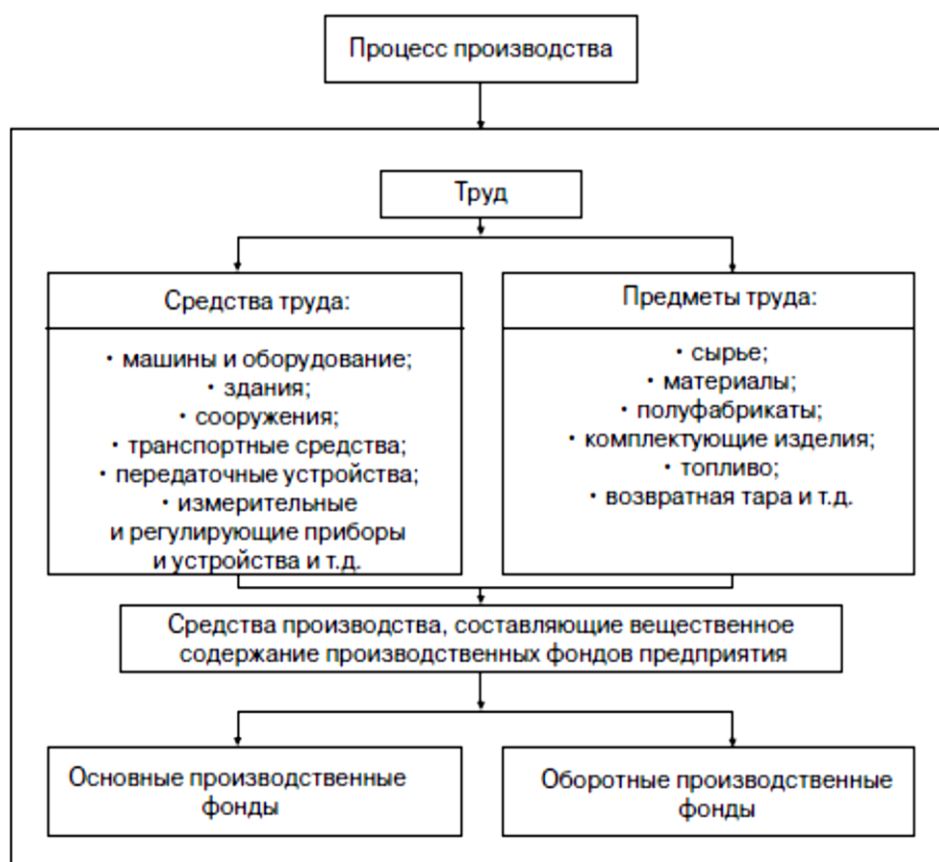 Процесс производства
Труд
Средства труда:
• машины и оборудование;
• здания;
• сооружения;
• транспортные средства;
• передаточные устройства;
• измерительные
и регулирующие приборы
и устройства и т.д.
Предметы труда:
• сырье;
• материалы;
• полуфабрикаты;
• комплектующие изделия;
• топливо;
• возвратная тара и т.д.
Средства производства, составляющие вещественное
содержание производственных фондов предприятия
Основные производственные
фонды
Оборотные производственные
фонды